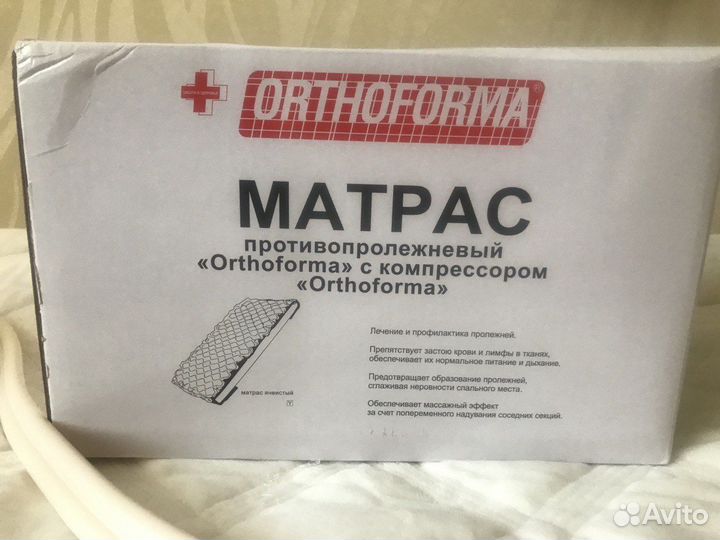 ORTHOFORMA®
МАТРАС
противопролежневый
«Orthoforma» с компрессором
«Orthoforma»
Лечение и профилактика пролежней.
Препятствует застою крови и лимфы в тканях,
обеспечивает их нормальное питание и дыхание.
Предотвращает образование пролежней,
сглаживая неровности спального места.
Обеспечивает массажный эффект
за счет попеременного надувания соседних секций.
матрас ячеистый
Avito